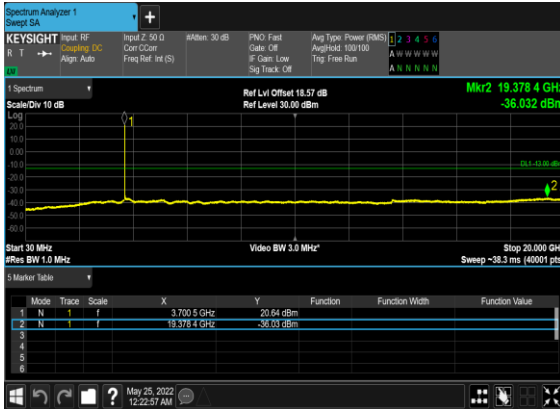 Spectrum Analyzer 1
Swept SA
+
KEYSIGHT Input: RF Input Z: 50 Ω #Atten: 30 dB PNO: Fast Avg Type: Power (RMS) 1 2 3 4 5 6
R T Coupling: DC Corr CCorr Gate: Off Avg|Hold: 100/100 A W W W W W
Align: Auto Freq Ref: Int (S) IF Gain: Low Trig: Free Run
Sig Track: Off A N N N N N
1 Spectrum Ref Lvl Offset 18.57 dB Mkr2 19.378 4 GHz
Scale/Div 10 dB Ref Level 30.00 dBm -36.032 dBm
Log
20.0
10.0
0.00
-10.0
-20.0
-30.0
-40.0
-50.0
-60.0
1
DL1 -13.00 dBm
2
Start 30 MHz Video BW 3.0 MHz* Stop 20.000 GH
#Res BW 1.0 MHz Sweep ~38.3 ms (40001 pts
5 Marker Table
Mode Trace Scale X Y Function Function Width Function Value
1 N 1 f 3.700 5 GHz 20.64 dBm
2 N 1 f 19.378 4 GHz -36.03 dBm
3
4
5
6
? May 25, 2022
12:22:57 AM